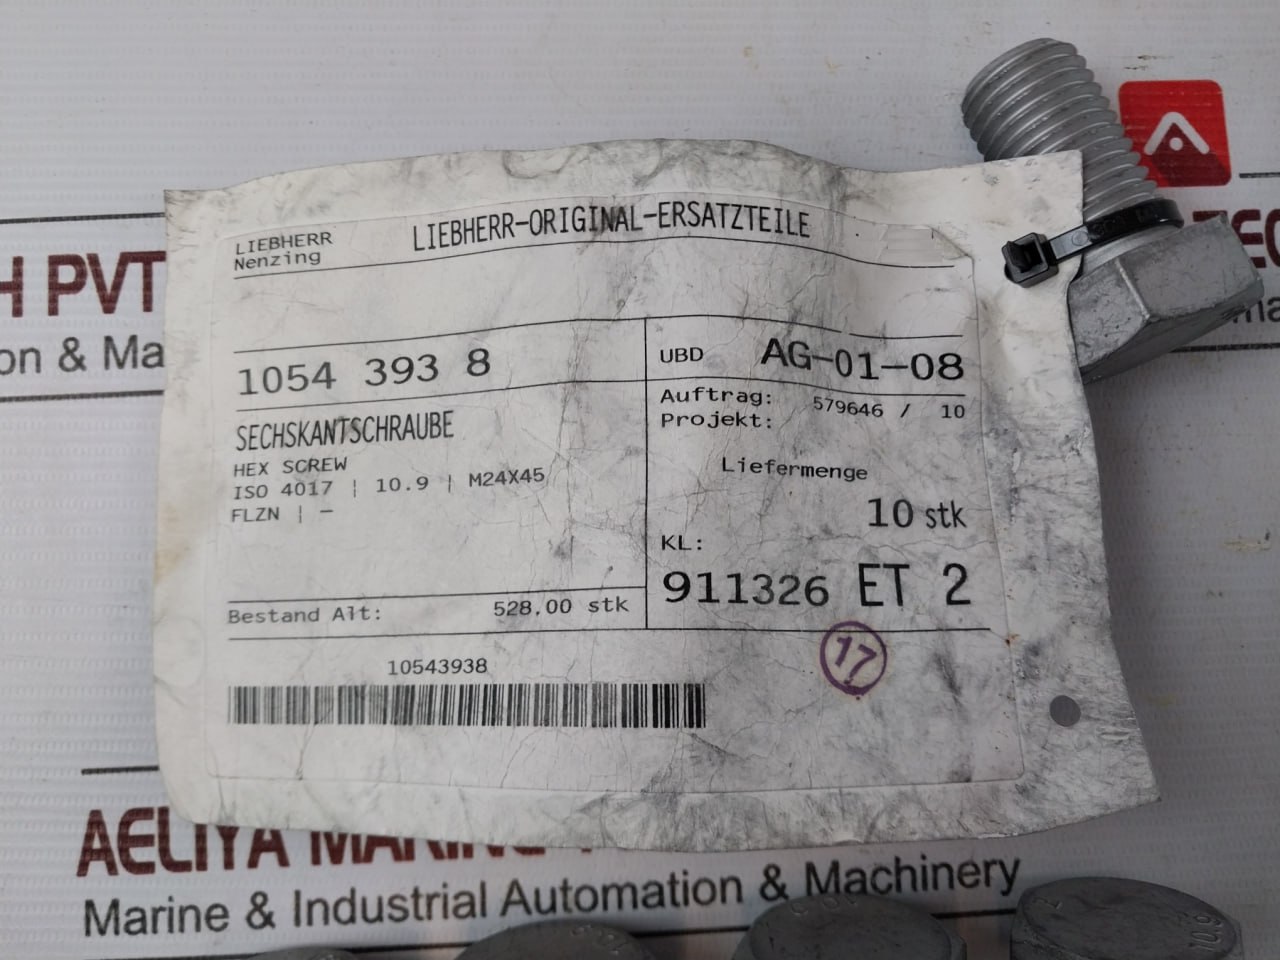 LIEBHERR
Nenzing
LIEBHERR-ORIGINAL-ERSATZTEILE
1054 393 8
UBD AG-01-08
SECHSKANTSCHRAUBE
HEX SCREW
ISO 4017 | 10.9 | M24X45
FLZN | -
Auftrag: 579646 / 10
Projekt:
Liefermenge
10 stk
KL:
911326 ET 2
Bestand Alt: 528.00 stk
17
10543938
H PVT
on & Ma
AELIYA MARINE
Marine & Industrial Automation & Machinery
10.9